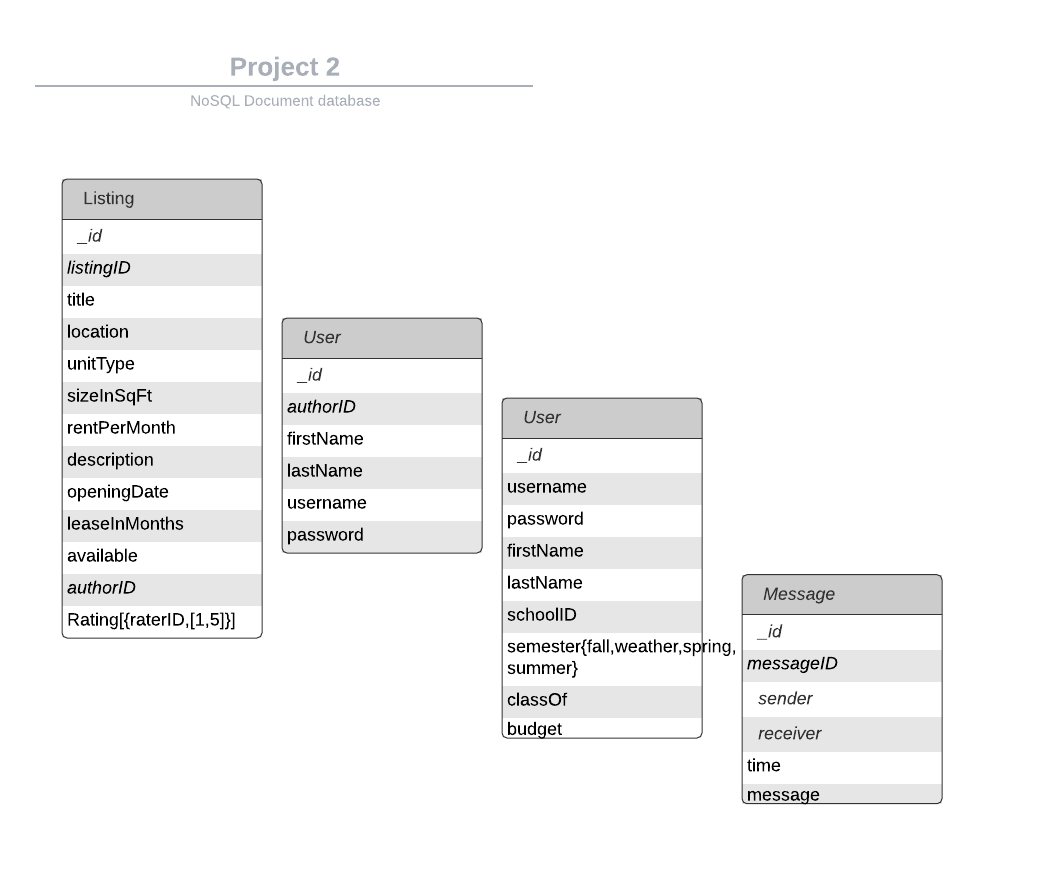 Project 2
NoSQL Document database
Listing
_id
listingID
title
location
unitType
sizeInSqFt
rentPerMonth
description
openingDate
leaseInMonths
available
authorID
Rating[{raterID,[1,5]}]
User
_id
authorID
firstName
lastName
username
password
User
_id
username
password
firstName
lastName
schoolID
semester{fall,weather,spring,
summer}
classOf
budget
Message
_id
messageID
sender
receiver
time
message